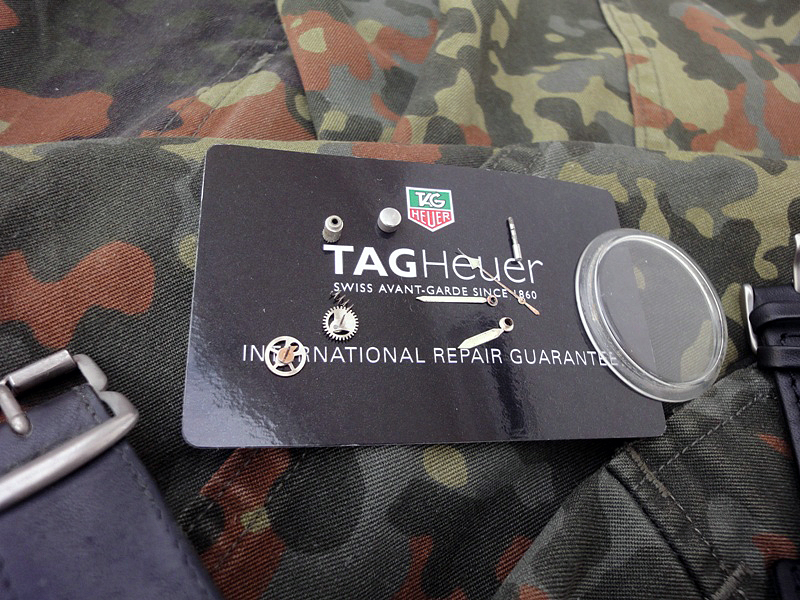 TAG
HEUER
TAGHeuer
SWISS AVANT-GARDE SINCE 1860
INTERNATIONAL REPAIR GUARANTEE